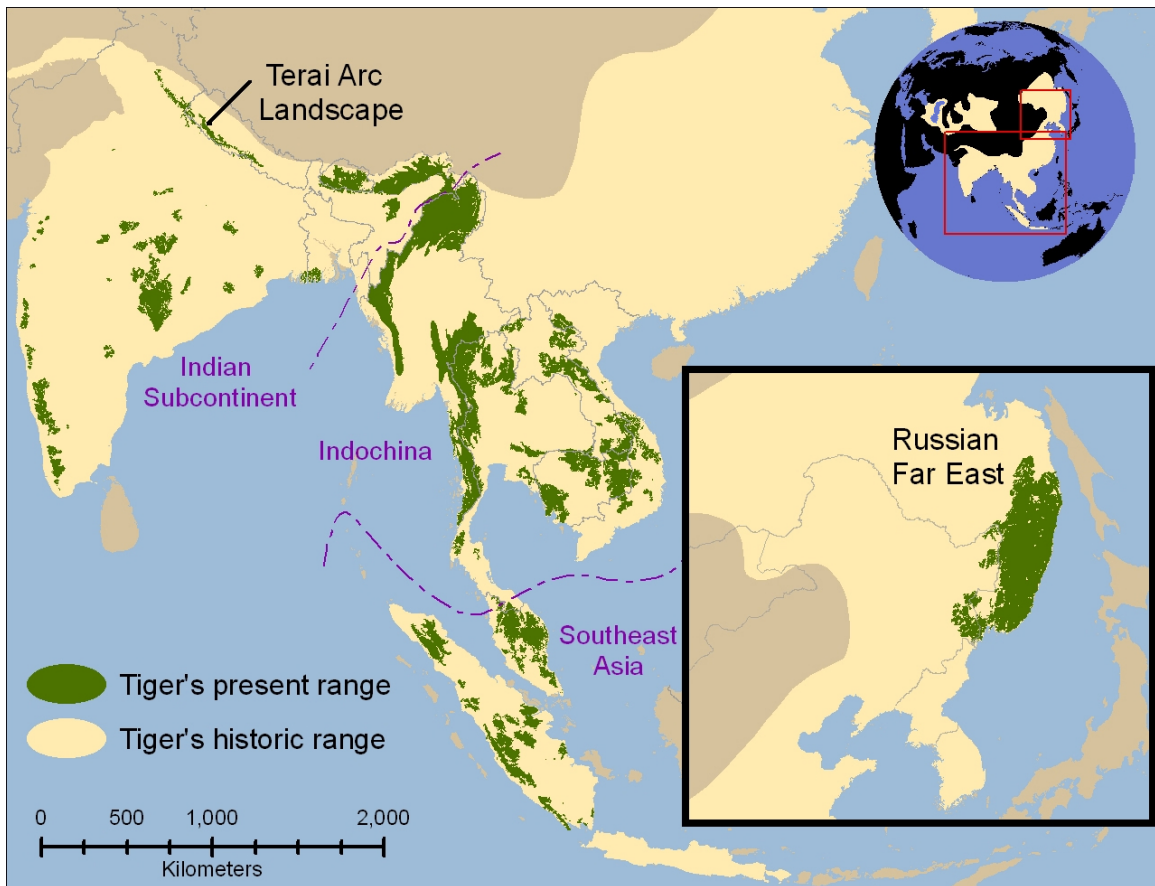 Terai Arc
Landscape
Indian
Subcontinent
Indochina
Russian
Far East
Southeast
Asia
Tiger's present range
Tiger's historic range
0 500 1,000 2,000
Kilometers